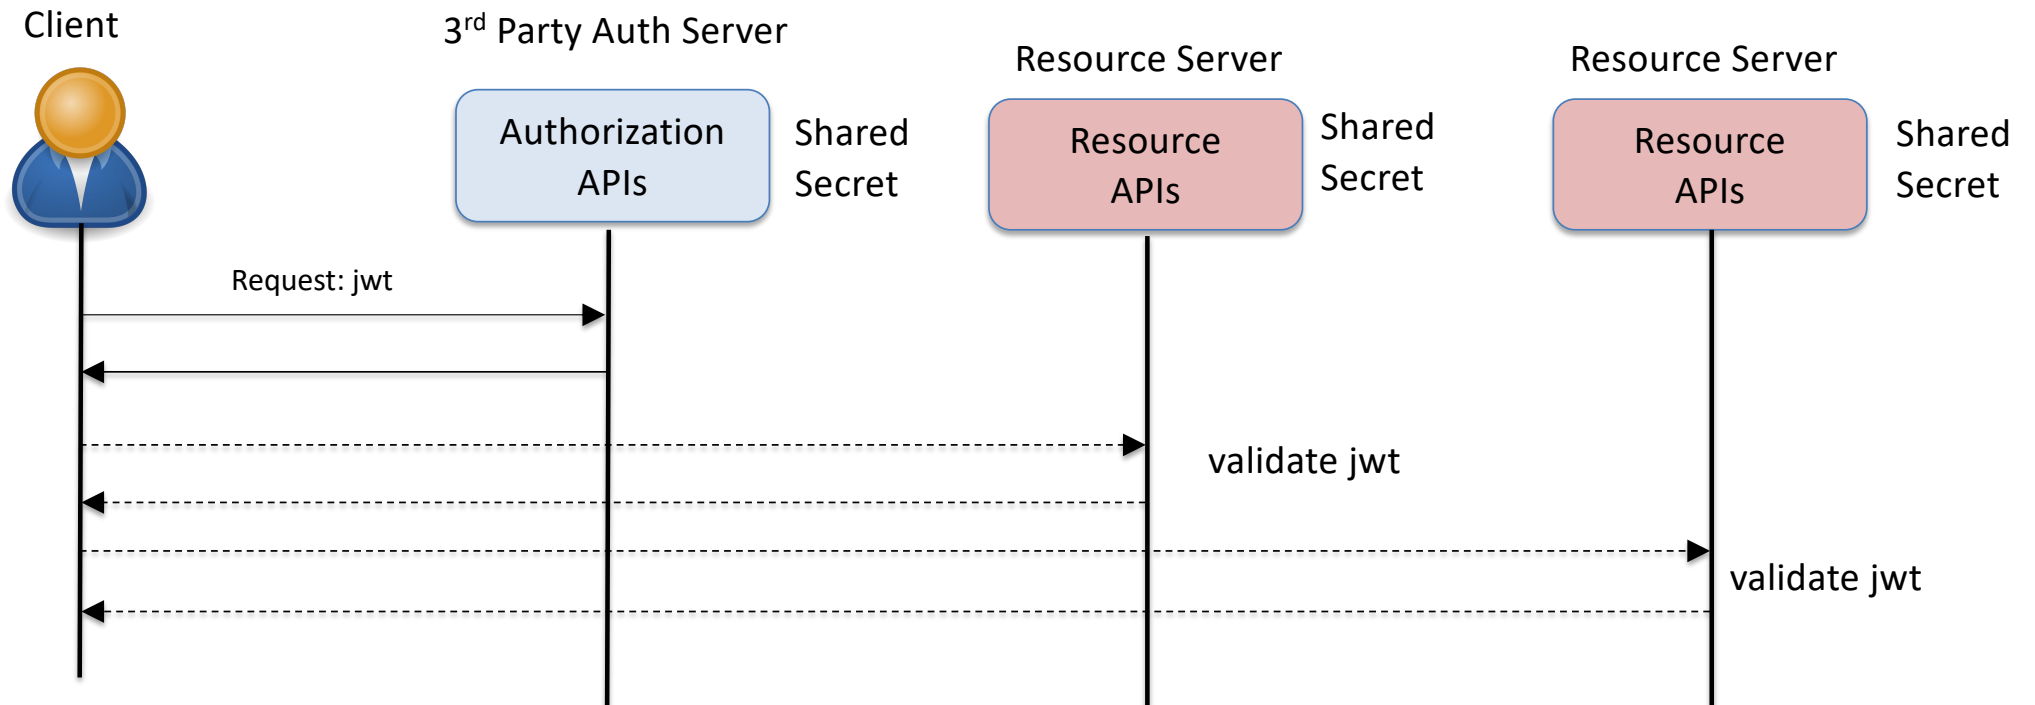 Client
3rd Party Auth Server
Resource Server
Resource Server
Authorization
APIs
Shared
Secret
Resource
APIs
Shared
Secret
Resource
APIs
Shared
Secret
Request: jwt
validate jwt
validate jwt